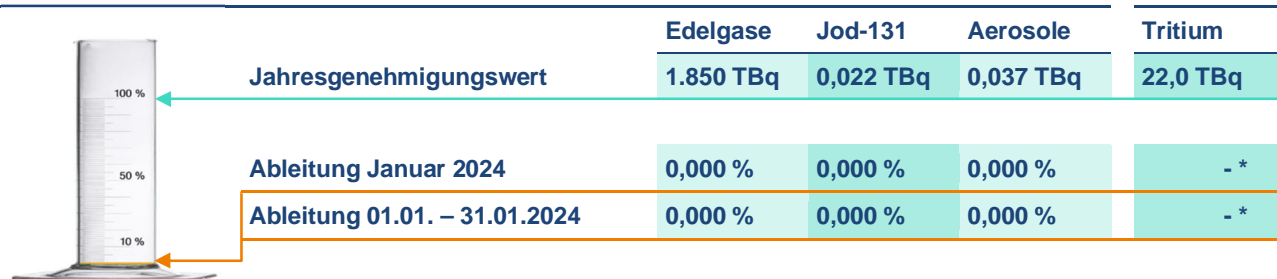 Edelgase Jod-131 Aerosole Tritium
Jahresgenehmigungswert 1.850 TBq 0,022 TBq 0,037 TBq 22,0 TBq
100 %
Ableitung Januar 2024 0,000 % 0,000 % 0,000 % - *
50 %
Ableitung 01.01. – 31.01.2024 0,000 % 0,000 % 0,000 % - *
10 %